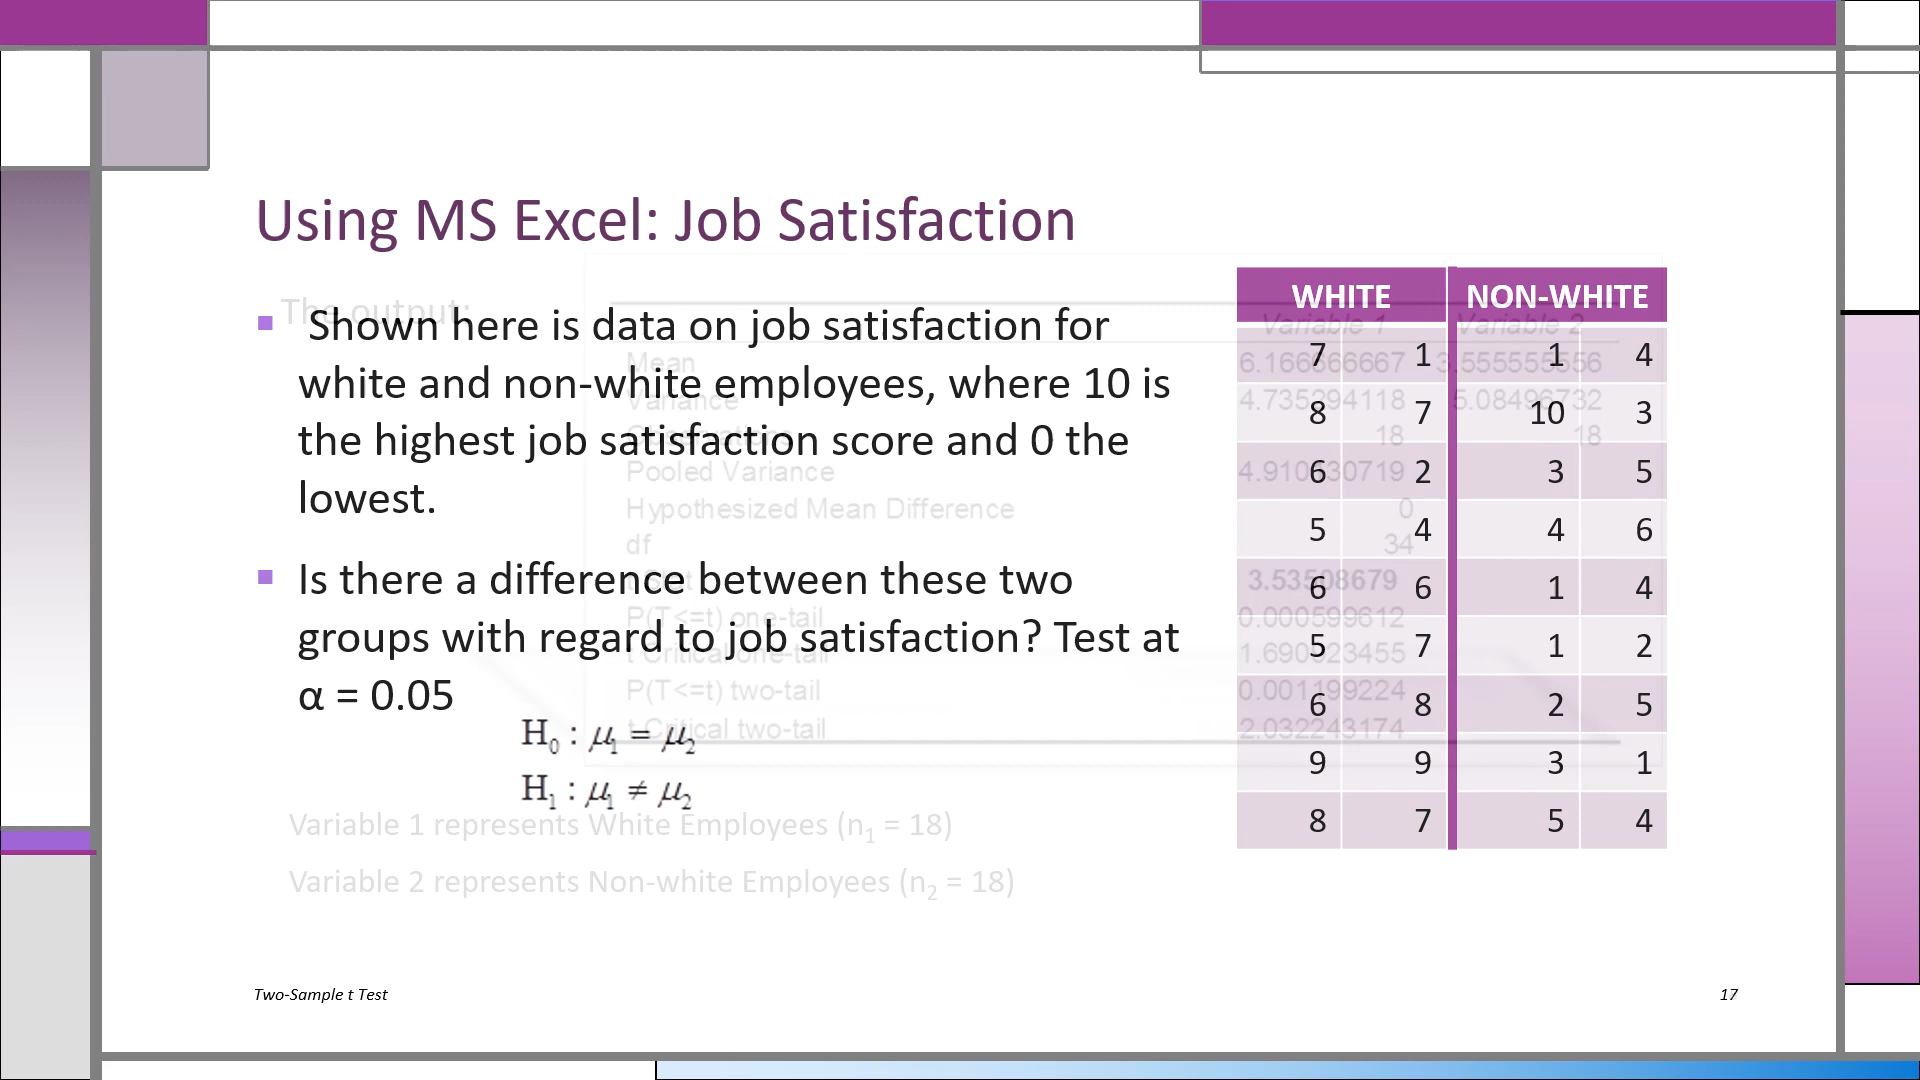 Using MS Excel: Job Satisfaction
The output:
Shown here is data on job satisfaction for
white and non-white employees, where 10 is
the highest job satisfaction score and 0 the
lowest.
Is there a difference between these two
groups with regard to job satisfaction? Test at
α = 0.05
H0 : μ1 = μ2
H1 : μ1 ≠ μ2
WHITE NON-WHITE
7 1 1 4
8 7 10 3
6 2 3 5
5 4 4 6
6 6 1 4
5 7 1 2
6 8 2 5
9 9 3 1
8 7 5 4
Variable 1 Variable 2
Mean 6.166666667 3.555555556
Variance 4.735294118 5.08496732
Observations 18 18
Pooled Variance 4.910130719
Hypothesized Mean Difference 0
df 34
t Stat 3.53508679
P(T<=t) one-tail 0.000599612
t Critical one-tail 1.690923455
P(T<=t) two-tail 0.001199224
t Critical two-tail 2.032243174
Variable 1 represents White Employees (n1 = 18)
Variable 2 represents Non-white Employees (n2 = 18)
Two-Sample t Test
17